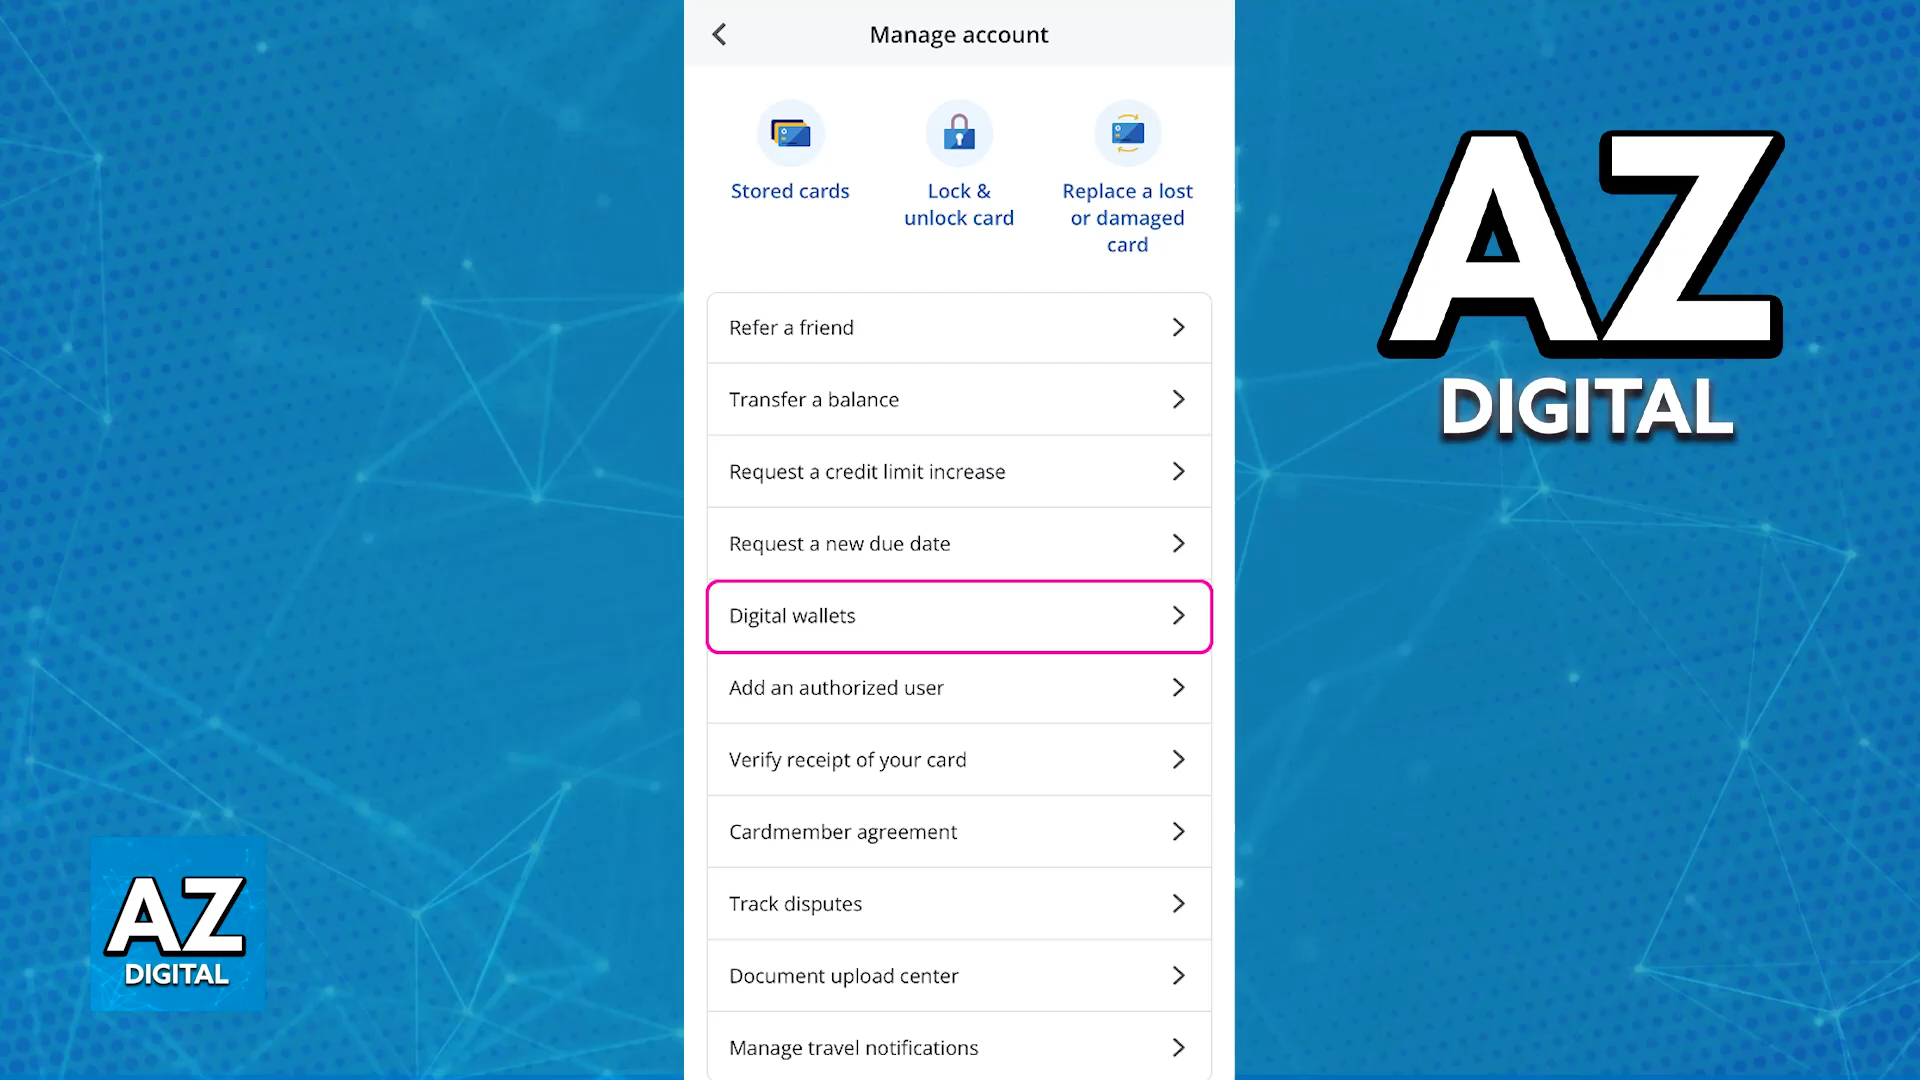 Manage account
Stored cards
Lock &
unlock card
Replace a lost
or damaged
card
Refer a friend
Transfer a balance
Request a credit limit increase
Request a new due date
Digital wallets
Add an authorized user
Verify receipt of your card
Cardmember agreement
Track disputes
Document upload center
Manage travel notifications
AZ
DIGITAL
AZ
DIGITAL